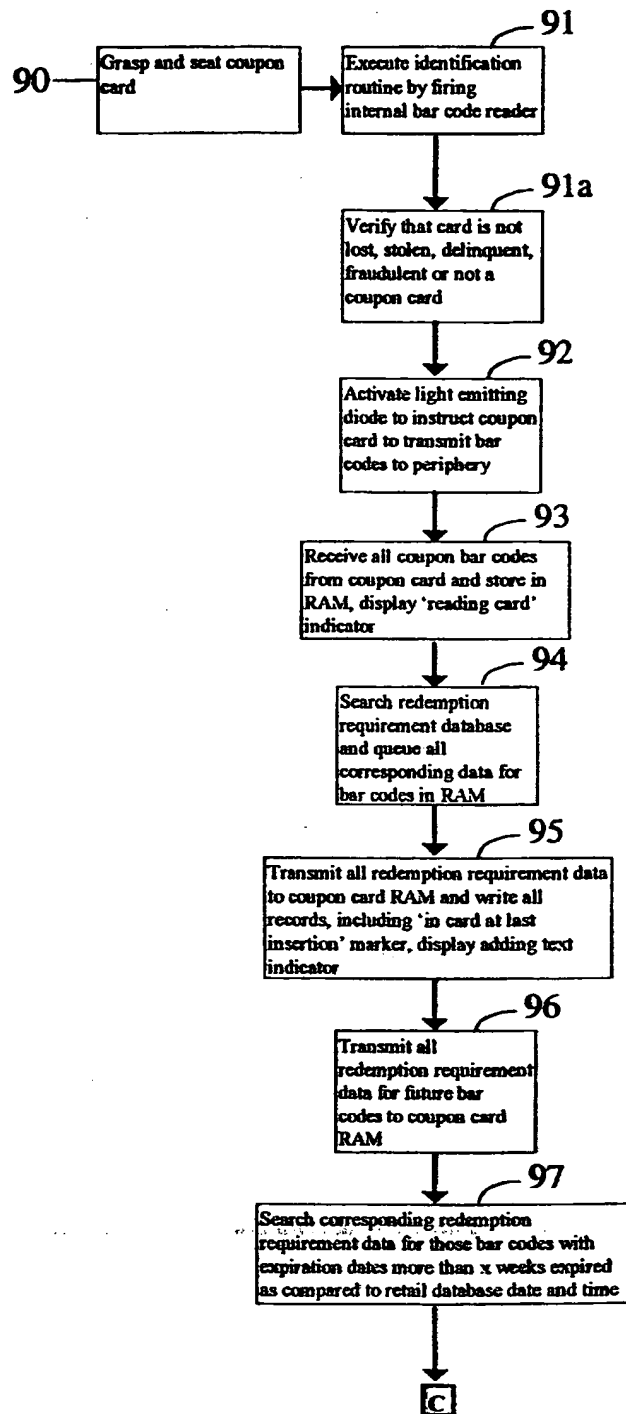 90
Grasp and seat coupon
card
91
Execute identification
routine by firing
internal bar code reader
91a
Verify that card is not
lost, stolen, delinquent,
fraudulent or not a
coupon card
92
Activate light emitting
diode to instruct coupon
card to transmit bar
codes to periphery
93
Receive all coupon bar codes
from coupon card and store in
RAM, display 'reading card'
indicator
94
Search redemption
requirement database
and queue all
corresponding data for
bar codes in RAM
95
Transmit all redemption requirement data
to coupon card RAM and write all
records, including 'in card at last
insertion' marker, display adding text
indicator
96
Transmit all
redemption requirement
data for future bar
codes to coupon card
RAM
97
Search corresponding redemption
requirement data for those bar codes with
expiration dates more than x weeks expired
as compared to retail database date and time
C